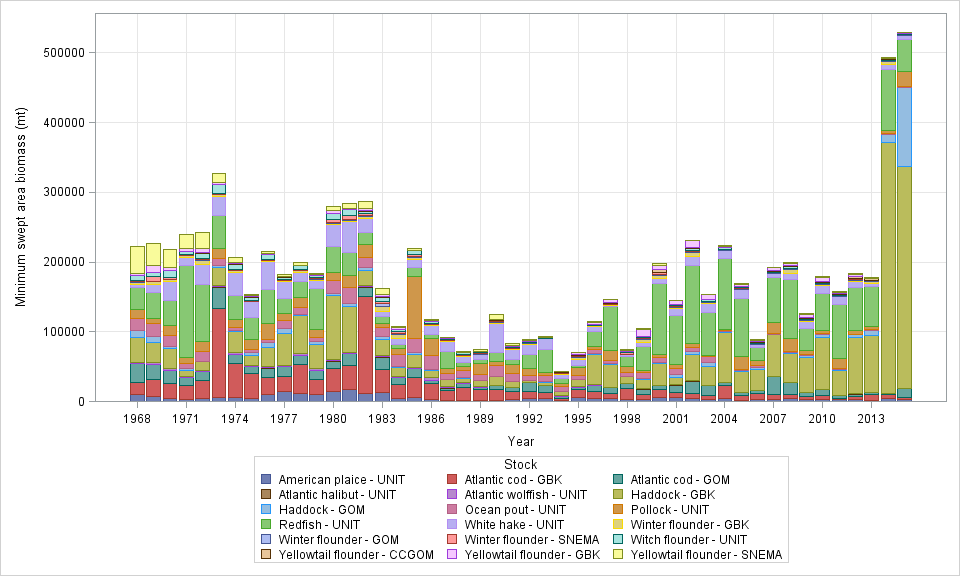 500000
400000
300000
200000
100000
0
Minimum swept area biomass (mt)
1968 1971 1974 1977 1980 1983 1986 1989 1992 1995 1998 2001 2004 2007 2010 2013
Year
Stock
American plaice - UNIT Atlantic cod - GBK Atlantic cod - GOM
Atlantic halibut - UNIT Atlantic wolffish - UNIT Haddock - GBK
Haddock - GOM Ocean pout - UNIT Pollock - UNIT
Redfish - UNIT White hake - UNIT Winter flounder - GBK
Winter flounder - GOM Winter flounder - SNEMA Witch flounder - UNIT
Yellowtail flounder - CCGOM Yellowtail flounder - GBK Yellowtail flounder - SNEMA